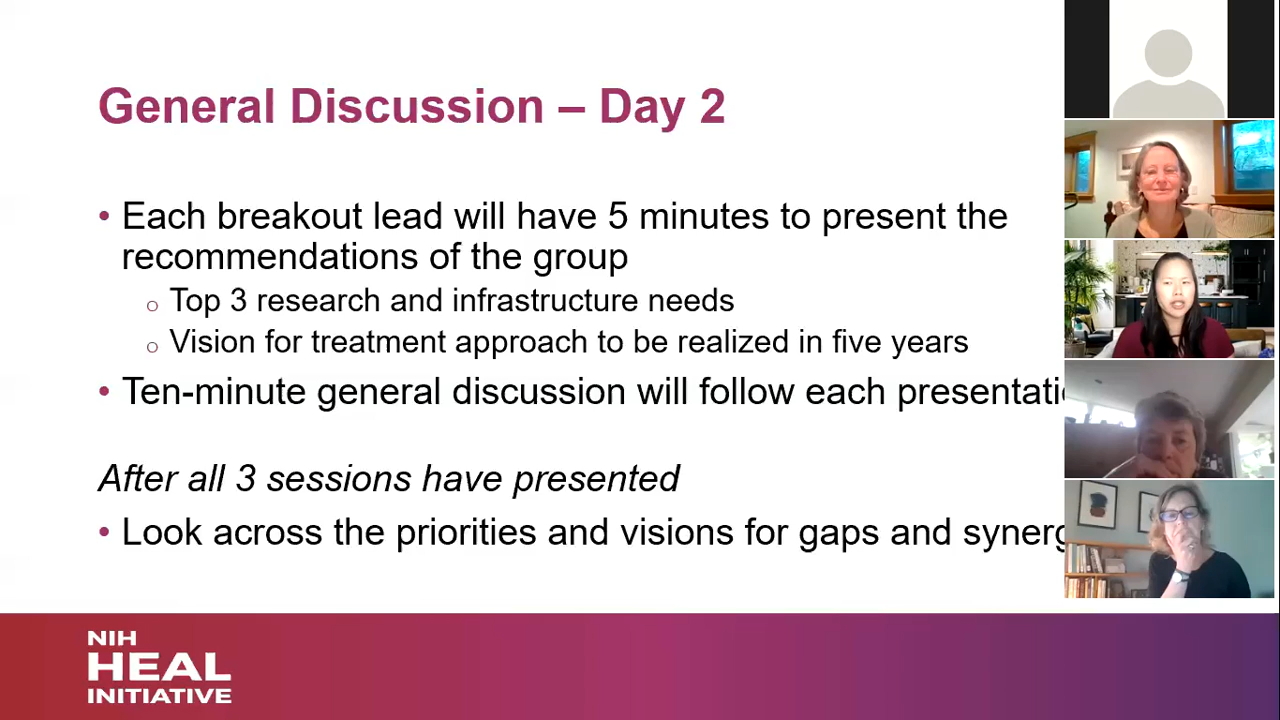 General Discussion – Day 2
• Each breakout lead will have 5 minutes to present the
recommendations of the group
o Top 3 research and infrastructure needs
o Vision for treatment approach to be realized in five years
• Ten-minute general discussion will follow each presentati
After all 3 sessions have presented
• Look across the priorities and visions for gaps and synerg
NIH
HEAL
INITIATIVE